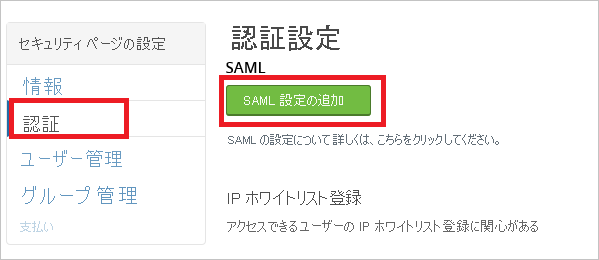 セキュリティ ページの設定
情報
認証
ユーザー管理
グループ管理
支払い
認証設定
SAML
SAML 設定の追加
SAML の設定について詳しくは、こちらをクリックしてください。
IP ホワイトリスト登録
アクセスできるユーザーの IP ホワイトリスト登録に関心がある